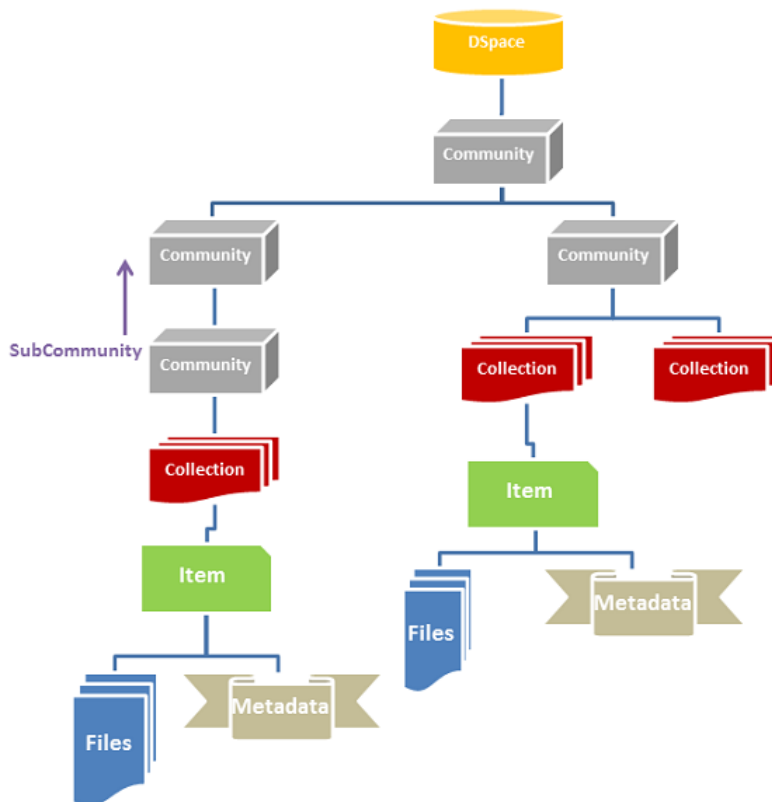 DSpace
Community
Community
Community
SubCommunity
Community
Collection
Collection
Collection
Item
Item
Files
Metadata
Files
Metadata